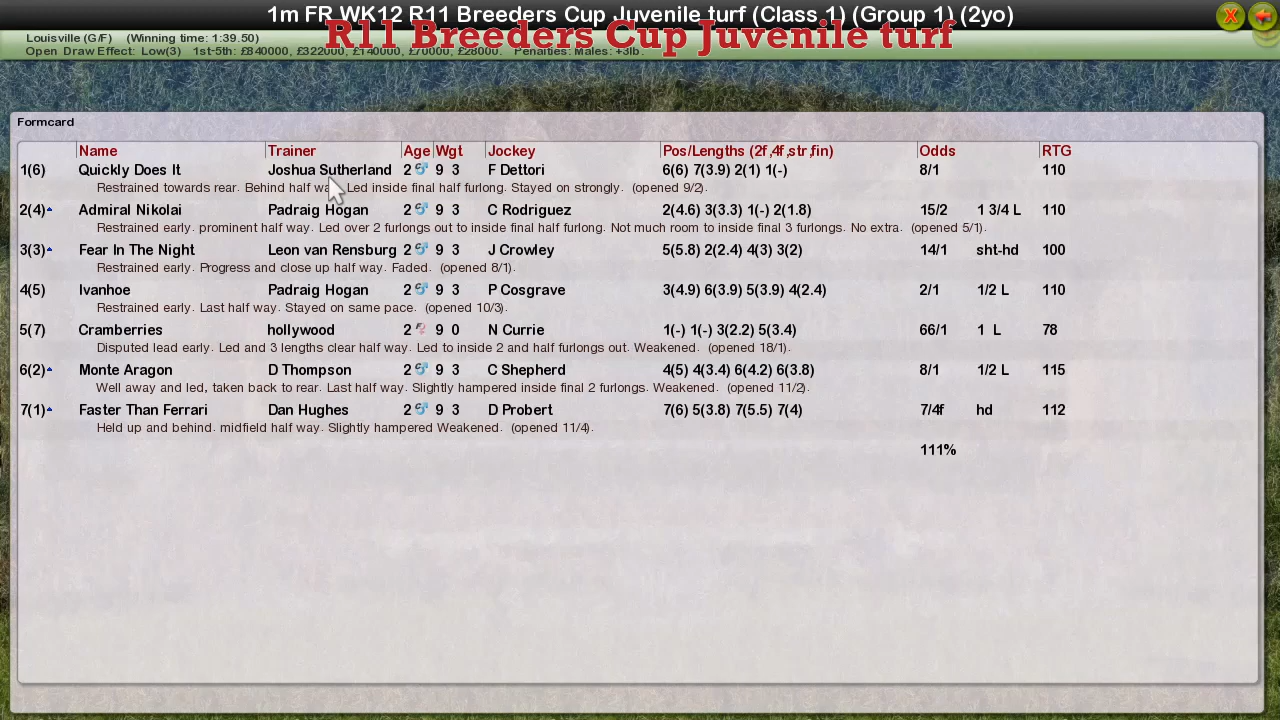 1m FR WK12 R11 Breeders Cup Juvenile turf (Class 1) (Group 1) (2yo)
R11 Breeders Cup Juvenile turf
Louisville (G/F) (Winning time: 1:39.50)
Open Draw Effect: Low(3) 1st-5th: £840000, £322000, £140000, £70000, £28000. Penalties: Males: +3lb.
X
Formcard
Name Trainer Age Wgt Jockey Pos/Lengths (2f,4f,str,fin) Odds RTG
1(6) Quickly Does It Joshua Sutherland 2 9 3 F Dettori 6(6) 7(3.9) 2(1) 1(-) 8/1 110
Restrained towards rear. Behind half Led inside final half furlong. Stayed on strongly. (opened 9/2).
2(4) Admiral Nikolai Padraig Hogan 2 9 3 C Rodriguez 2(4.6) 3(3.3) 1(-) 2(1.8) 15/2 1 3/4 L 110
Restrained early. prominent half way. Led over 2 furlongs out to inside final half furlong. Not much room to inside final 3 furlongs. No extra. (opened 5/1).
3(3) Fear In The Night Leon van Rensburg 2 9 3 J Crowley 5(5.8) 2(2.4) 4(3) 3(2) 14/1 sht-hd 100
Restrained early. Progress and close up half way. Faded. (opened 8/1).
4(5) Ivanhoe Padraig Hogan 2 9 3 P Cosgrave 3(4.9) 6(3.9) 5(3.9) 4(2.4) 2/1 1/2 L 110
Restrained early. Last half way. Stayed on same pace. (opened 10/3).
5(7) Cramberries hollywood 2 9 0 N Currie 1(-) 1(-) 3(2.2) 5(3.4) 66/1 1 L 78
Disputed lead early. Led and 3 lengths clear half way. Led to inside 2 and half furlongs out. Weakened. (opened 18/1).
6(2) Monte Aragon D Thompson 2 9 3 C Shepherd 4(5) 4(3.4) 6(4.2) 6(3.8) 8/1 1/2 L 115
Well away and led, taken back to rear. Last half way. Slightly hampered inside final 2 furlongs. Weakened. (opened 11/2).
7(1) Faster Than Ferrari Dan Hughes 2 9 3 D Probert 7(6) 5(3.8) 7(5.5) 7(4) 7/4f hd 112
Held up and behind. midfield half way. Slightly hampered Weakened. (opened 11/4).
111%